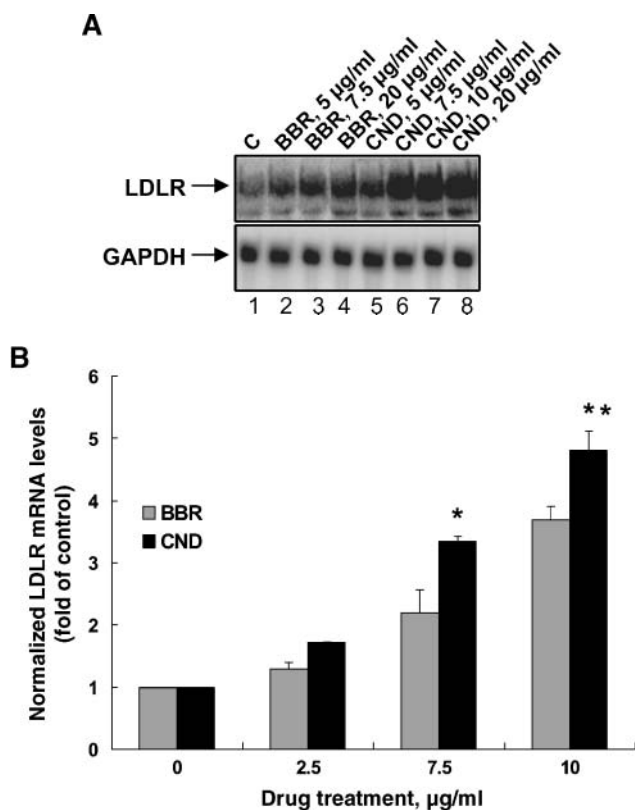 A
C
BBR, 5 µg/ml
BBR, 7.5 µg/ml
BBR, 20 µg/ml
CND, 5 µg/ml
CND, 7.5 µg/ml
CND, 10 µg/ml
CND, 20 µg/ml
LDLR
GAPDH
1 2 3 4 5 6 7 8
B
Normalized LDLR mRNA levels
(fold of control)
6
5
4
3
2
1
0
BBR
CND
*
**
0 2.5 7.5 10
Drug treatment, µg/ml